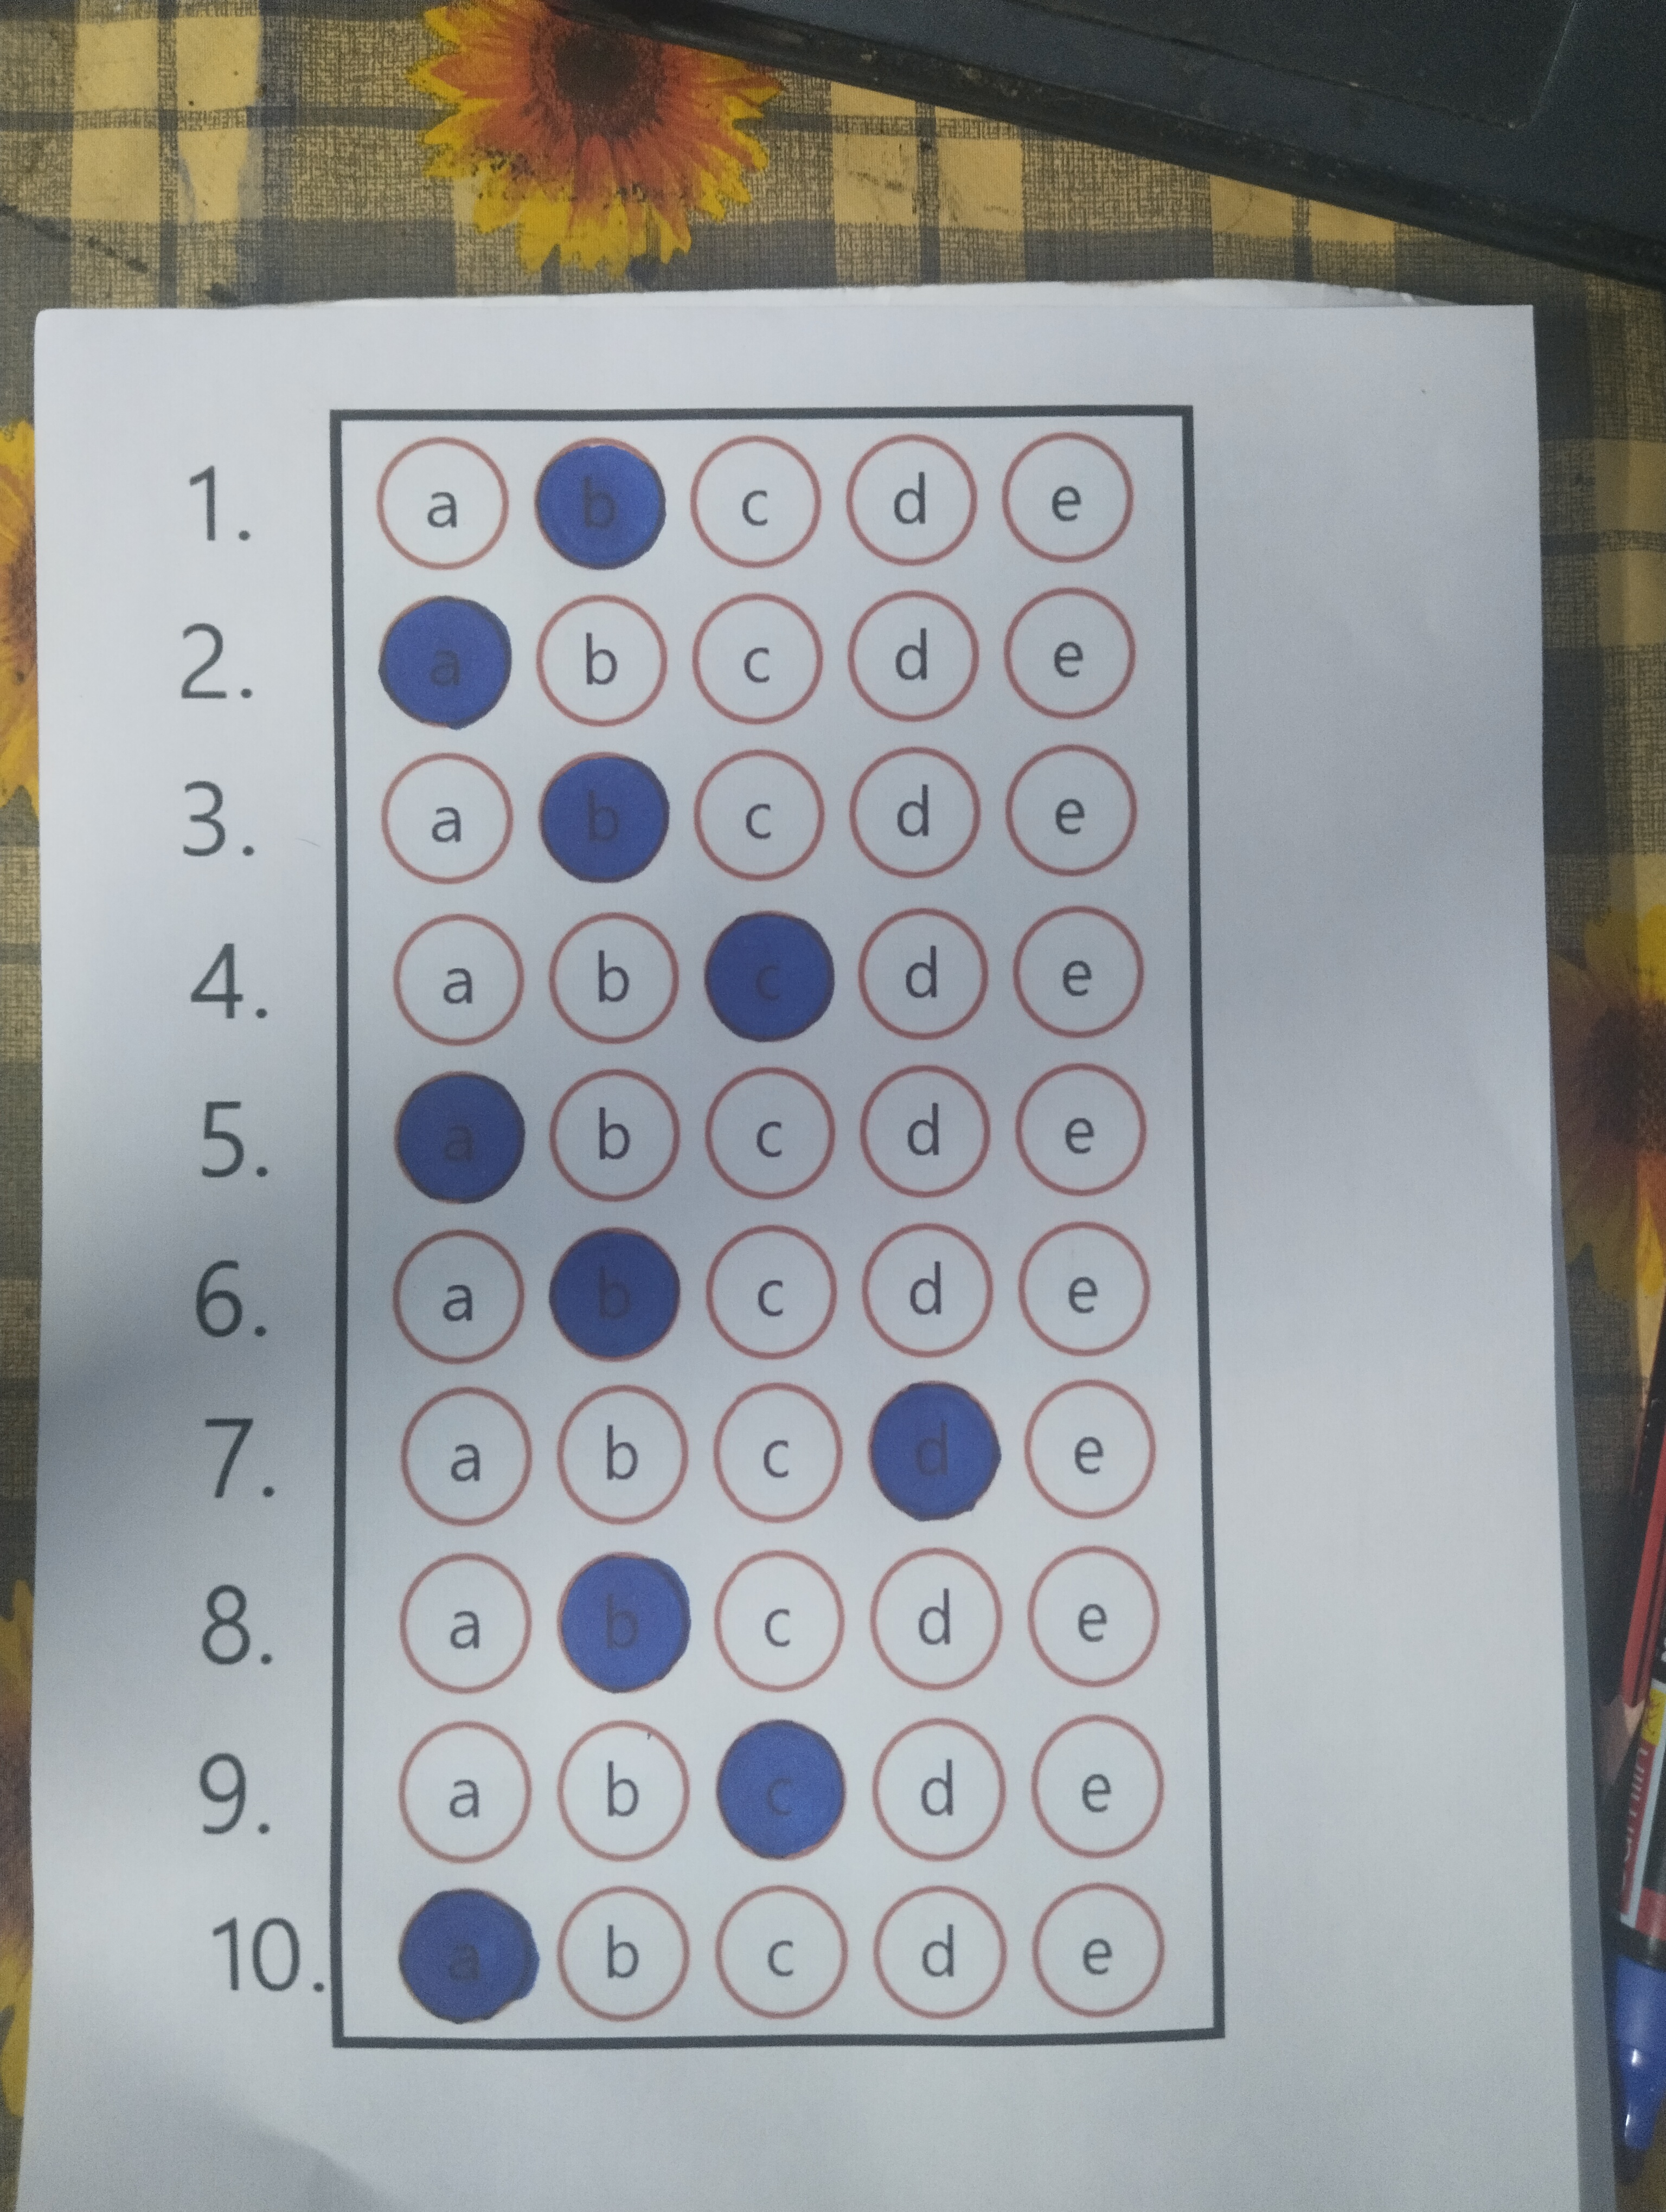 1. a b c d e
2. a b c d e
3. a b c d e
4. a b c d e
5. a b c d e
6. a b c d e
7. a b c d e
8. a b c d e
9. a b c d e
10. a b c d e